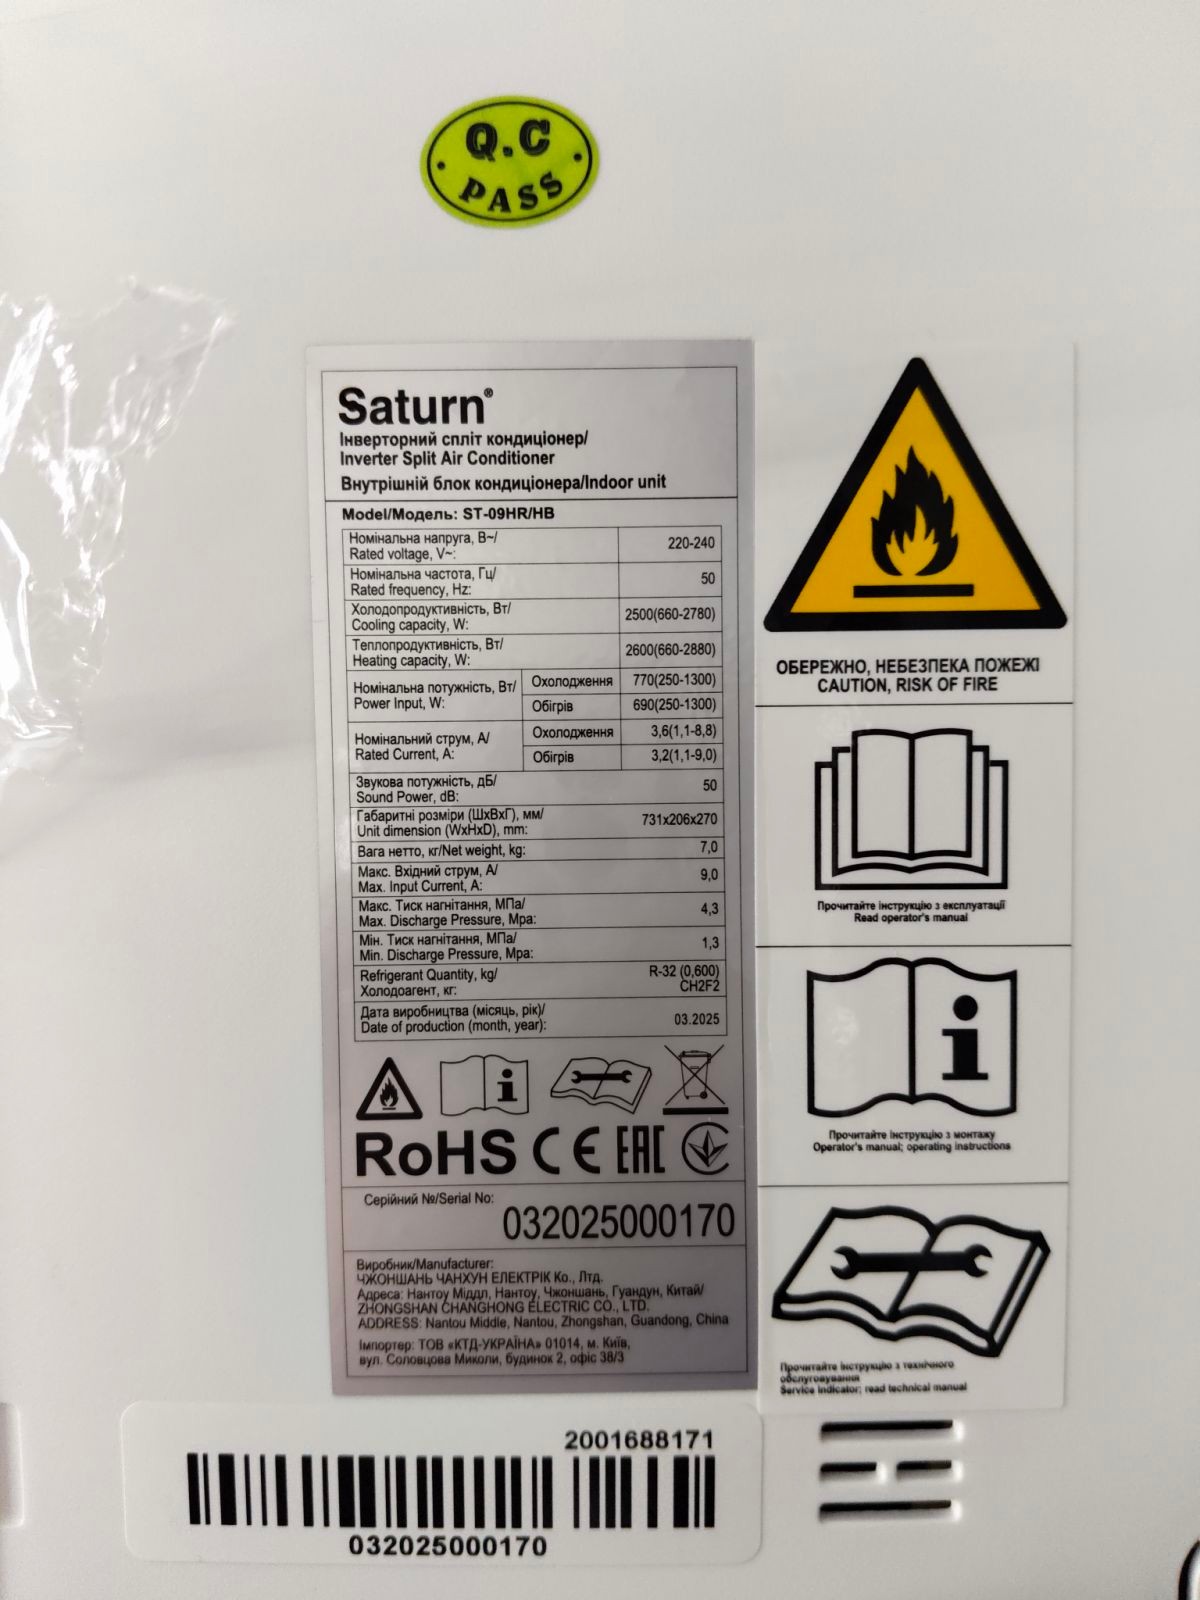 Q.C
PASS
Saturn®
Інверторний спліт кондиціонер/
Inverter Split Air Conditioner
Внутрішній блок кондиціонера/Indoor unit
Model/Модель: ST-09HR/HB
Номінальна напруга, В~/
Rated voltage, V~:
220-240
Номінальна частота, Гц/
Rated frequency, Hz:
50
Холодопродуктивність, Вт/
Cooling capacity, W:
2500(660-2780)
Теплопродуктивність, Вт/
Heating capacity, W:
2600(660-2880)
Номінальна потужність, Вт/
Power Input, W:
Охолодження
770(250-1300)
Обігрів
690(250-1300)
Номінальний струм, А/
Rated Current, A:
Охолодження
3,6(1,1-8,8)
Обігрів
3,2(1,1-9,0)
Звукова потужність, дБ/
Sound Power, dB:
50
Габаритні розміри (ШхВхГ), мм/
Unit dimension (WxHxD), mm:
731x206x270
Вага нетто, кг/Net weight, kg:
7,0
Макс. Вхідний струм, А/
Max. Input Current, A:
9,0
Макс. Тиск нагнітання, МПа/
Max. Discharge Pressure, Mpa:
4,3
Мін. Тиск нагнітання, МПа/
Min. Discharge Pressure, Mpa:
1,3
Refrigerant Quantity, kg/
Холодоагент, кг:
R-32 (0,600)
CH2F2
Дата виробництва (місяць, рік)/
Date of production (month, year):
03.2025
RoHS CE EAC
Серійний №/Serial No:
032025000170
Виробник/Manufacturer:
ЧЖОНШАНЬ ЧАНХУН ЕЛЕКТРІК Ко., Лтд.
Адреса: Нантоу Міддл, Нантоу, Чжоншань, Гуандун, Китай/
ZHONGSHAN CHANGHONG ELECTRIC CO., LTD.
ADDRESS: Nantou Middle, Nantou, Zhongshan, Guandong, China
Імпортер: ТОВ «КТД-УКРАЇНА» 01014, м. Київ,
вул. Соловцова Миколи, будинок 2, офіс 38/3
ОБЕРЕЖНО, НЕБЕЗПЕКА ПОЖЕЖІ
CAUTION, RISK OF FIRE
Прочитайте інструкцію з експлуатації
Read operator's manual
Прочитайте інструкцію з монтажу
Operator's manual; operating instructions
Прочитайте інструкцію з технічного
обслуговування
Service indicator; read technical manual
2001688171
032025000170